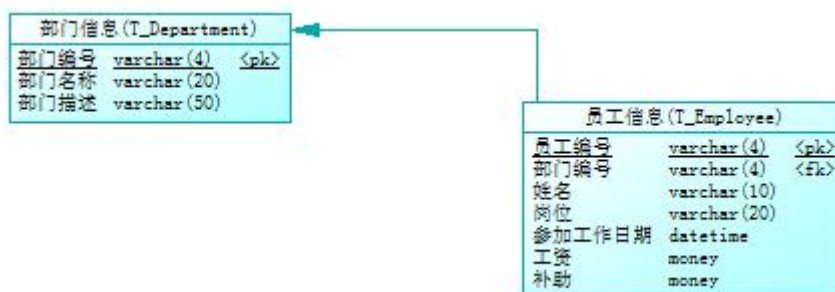 部门信息(T_Department)
部门编号 varchar(4) <pk>
部门名称 varchar(20)
部门描述 varchar(50)
员工信息(T_Employee)
员工编号 varchar(4) <pk>
部门编号 varchar(4) <fk>
姓名 varchar(10)
岗位 varchar(20)
参加工作日期 datetime
工资 money
补助 money